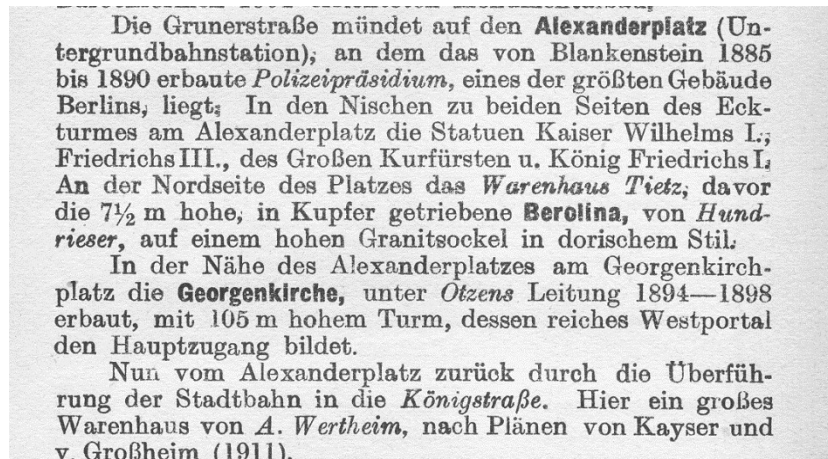 Die Grunerstraße mündet auf den Alexanderplatz (Un-
tergrundbahnstation), an dem das von Blankenstein 1885
bis 1890 erbaute Polizeipräsidium, eines der größten Gebäude
Berlins, liegt. In den Nischen zu beiden Seiten des Eck-
turmes am Alexanderplatz die Statuen Kaiser Wilhelms I.,
Friedrichs III., des Großen Kurfürsten u. König Friedrichs I.
An der Nordseite des Platzes das Warenhaus Tietz, davor
die 7½ m hohe, in Kupfer getriebene Berolina, von Hund-
rieser, auf einem hohen Granitsockel in dorischem Stil.
In der Nähe des Alexanderplatzes am Georgenkirch-
platz die Georgenkirche, unter Otzens Leitung 1894—1898
erbaut, mit 105 m hohem Turm, dessen reiches Westportal
den Hauptzugang bildet.
Nun vom Alexanderplatz zurück durch die Überfüh-
rung der Stadtbahn in die Königstraße. Hier ein großes
Warenhaus von A. Wertheim, nach Plänen von Kayser und
v. Großheim (1911).